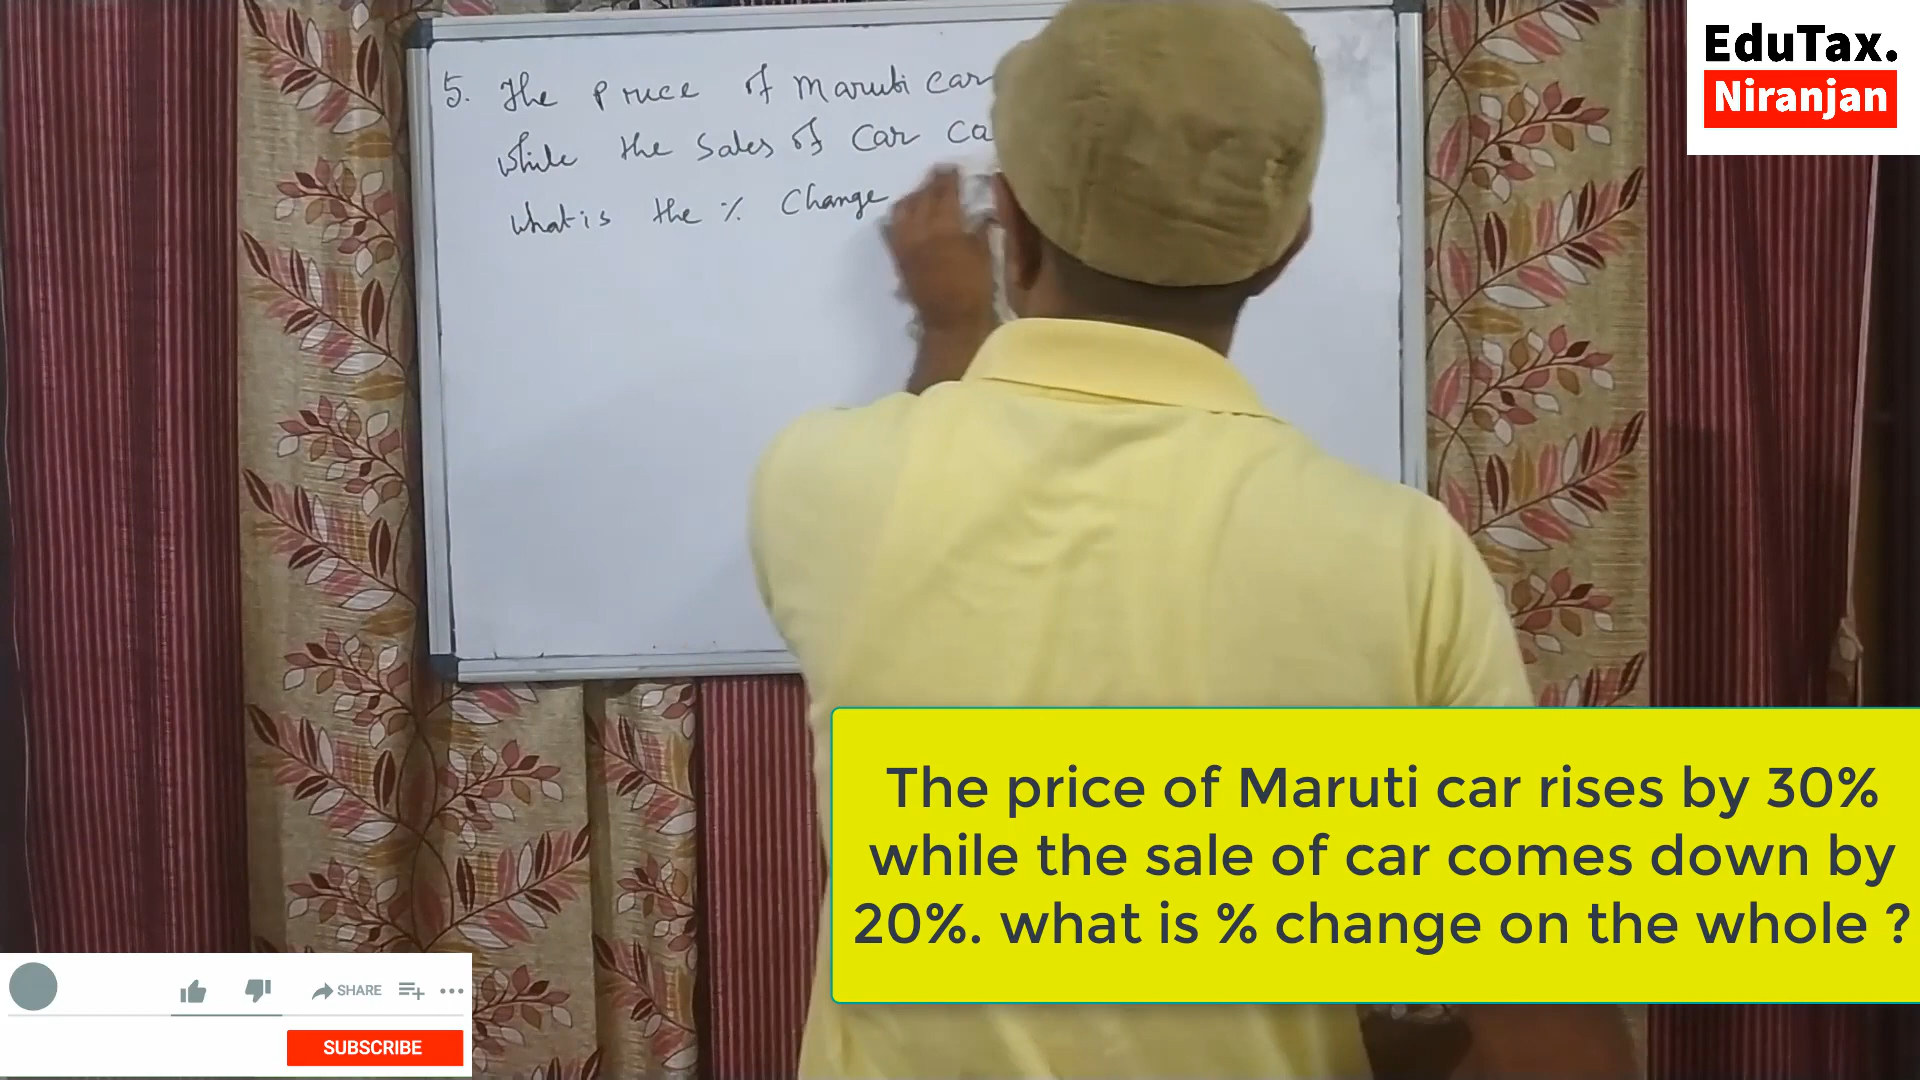 EduTax.
Niranjan
5. The price of Maruti car
while the Sales of Car
what is the % Change
The price of Maruti car rises by 30%
while the sale of car comes down by
20%. what is % change on the whole ?
SHARE
SUBSCRIBE